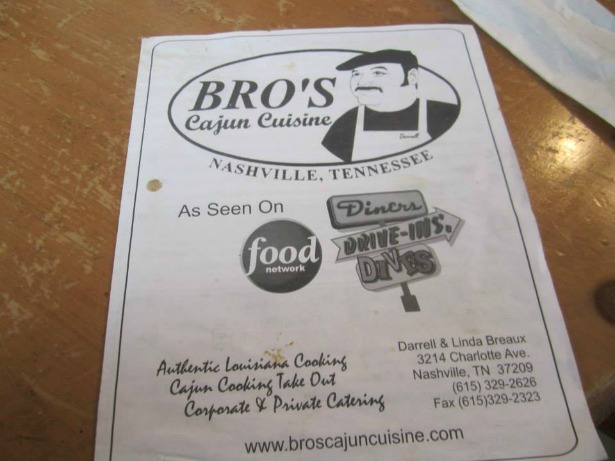 BRO'S
Cajun Cuisine
Darrell
NASHVILLE, TENNESSEE
As Seen On
food
network
Diners
DRIVE-INS.
DIVES
Authentic Louisiana Cooking
Cajun Cooking Take Out
Corporate & Private Catering
Darrell & Linda Breaux
3214 Charlotte Ave.
Nashville, TN 37209
(615) 329-2626
Fax (615)329-2323
www.broscajuncuisine.com